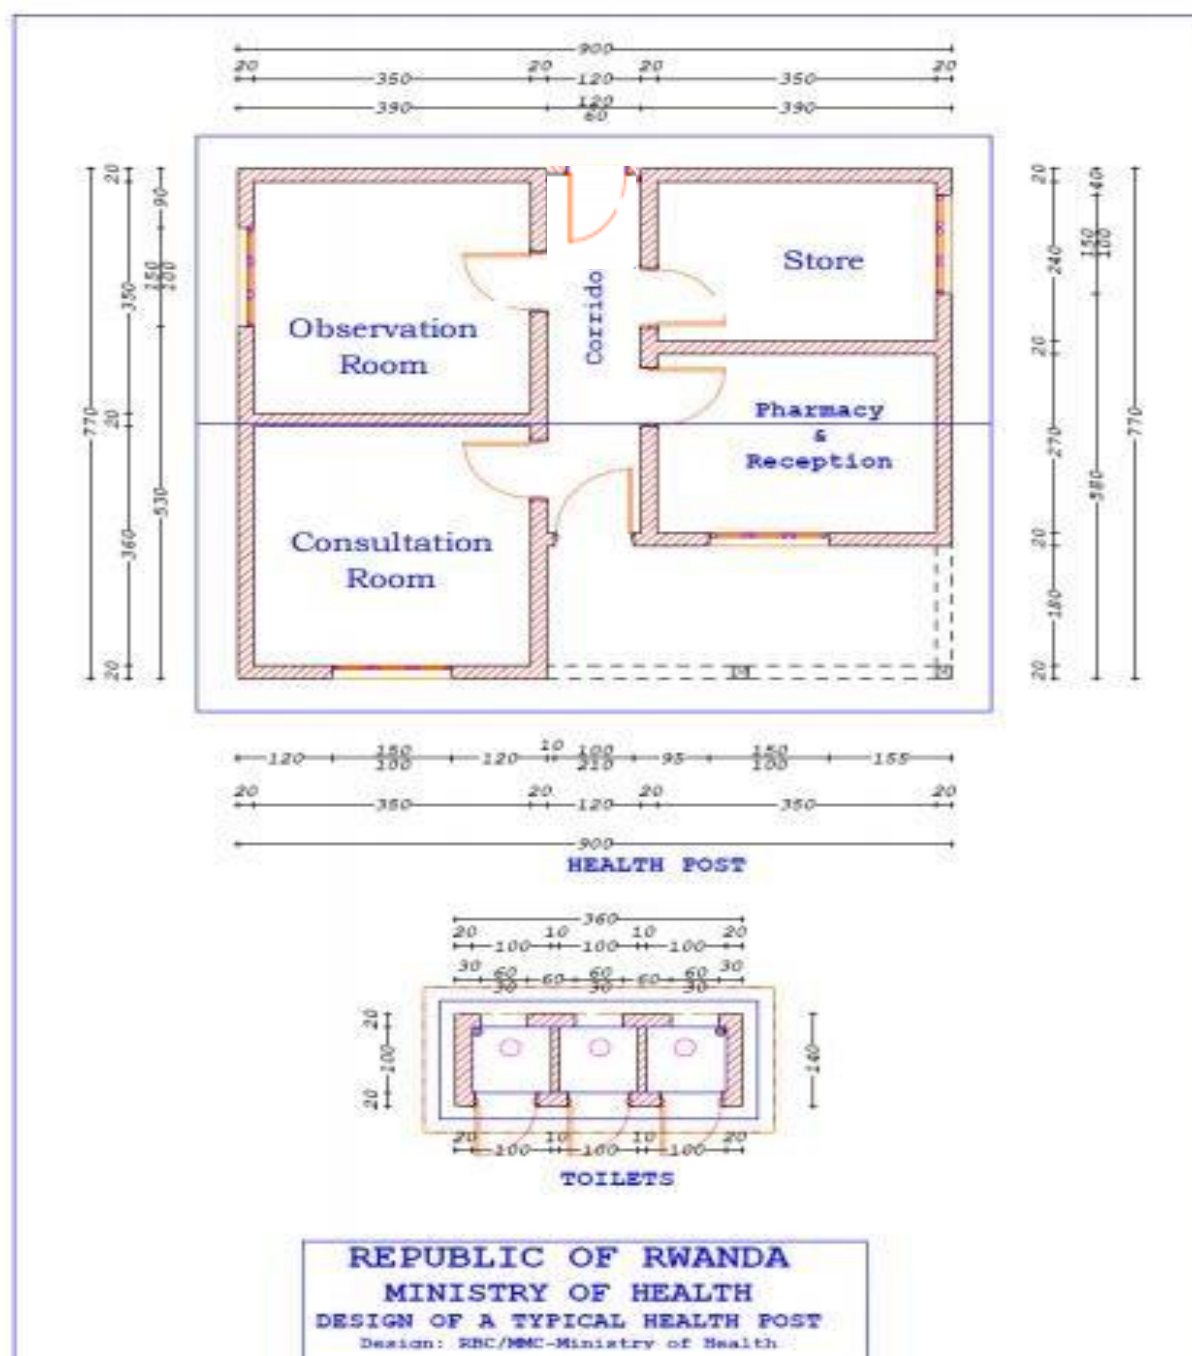 900
20 350 20 120 20 350 20
390 120 60 390
20 90
350 150 100
770 20 530
360
20
20 40
240 150 100
20
770
270 580
20
180
20
Observation
Room
Corrido
Store
Pharmacy
&
Reception
Consultation
Room
120 150 100 120 10 100 210 95 150 100 155
20 350 20 120 20 350 20
900
HEALTH POST
360
20 100 10 100 10 100 20
30 60 30 60 60 30 60 60 30 30
20
100 140
20
20 100 10 100 10 100 20
TOILETS
REPUBLIC OF RWANDA
MINISTRY OF HEALTH
DESIGN OF A TYPICAL HEALTH POST
Design: RBC/MMC-Ministry of Health